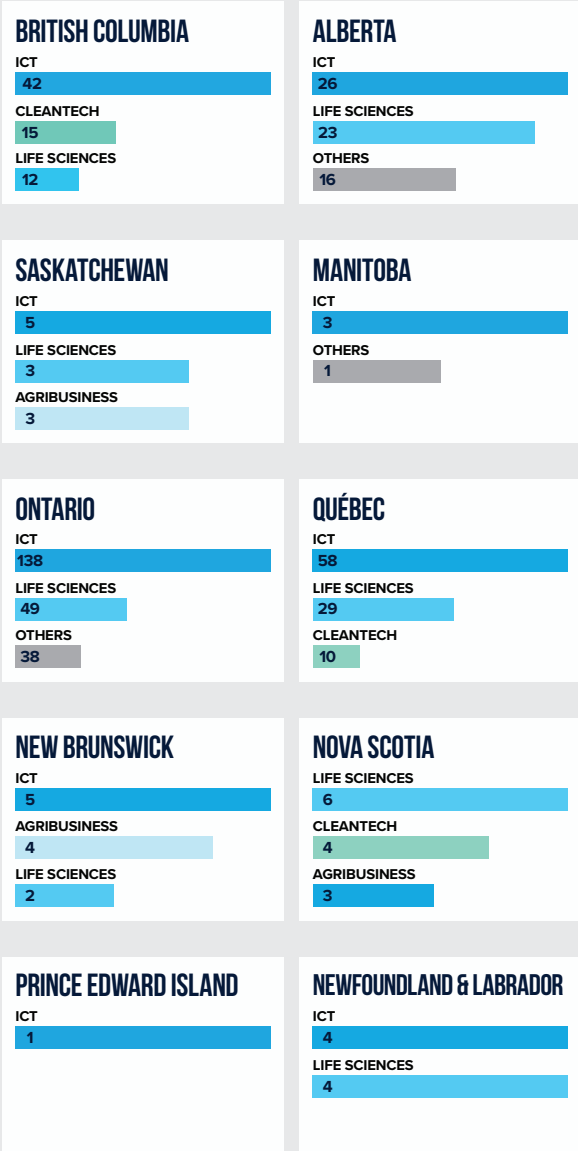 BRITISH COLUMBIA
ICT
42
CLEANTECH
15
LIFE SCIENCES
12
ALBERTA
ICT
26
LIFE SCIENCES
23
OTHERS
16
SASKATCHEWAN
ICT
5
LIFE SCIENCES
3
AGRIBUSINESS
3
MANITOBA
ICT
3
OTHERS
1
ONTARIO
ICT
138
LIFE SCIENCES
49
OTHERS
38
QUÉBEC
ICT
58
LIFE SCIENCES
29
CLEANTECH
10
NEW BRUNSWICK
ICT
5
AGRIBUSINESS
4
LIFE SCIENCES
2
NOVA SCOTIA
LIFE SCIENCES
6
CLEANTECH
4
AGRIBUSINESS
3
PRINCE EDWARD ISLAND
ICT
1
NEWFOUNDLAND & LABRADOR
ICT
4
LIFE SCIENCES
4